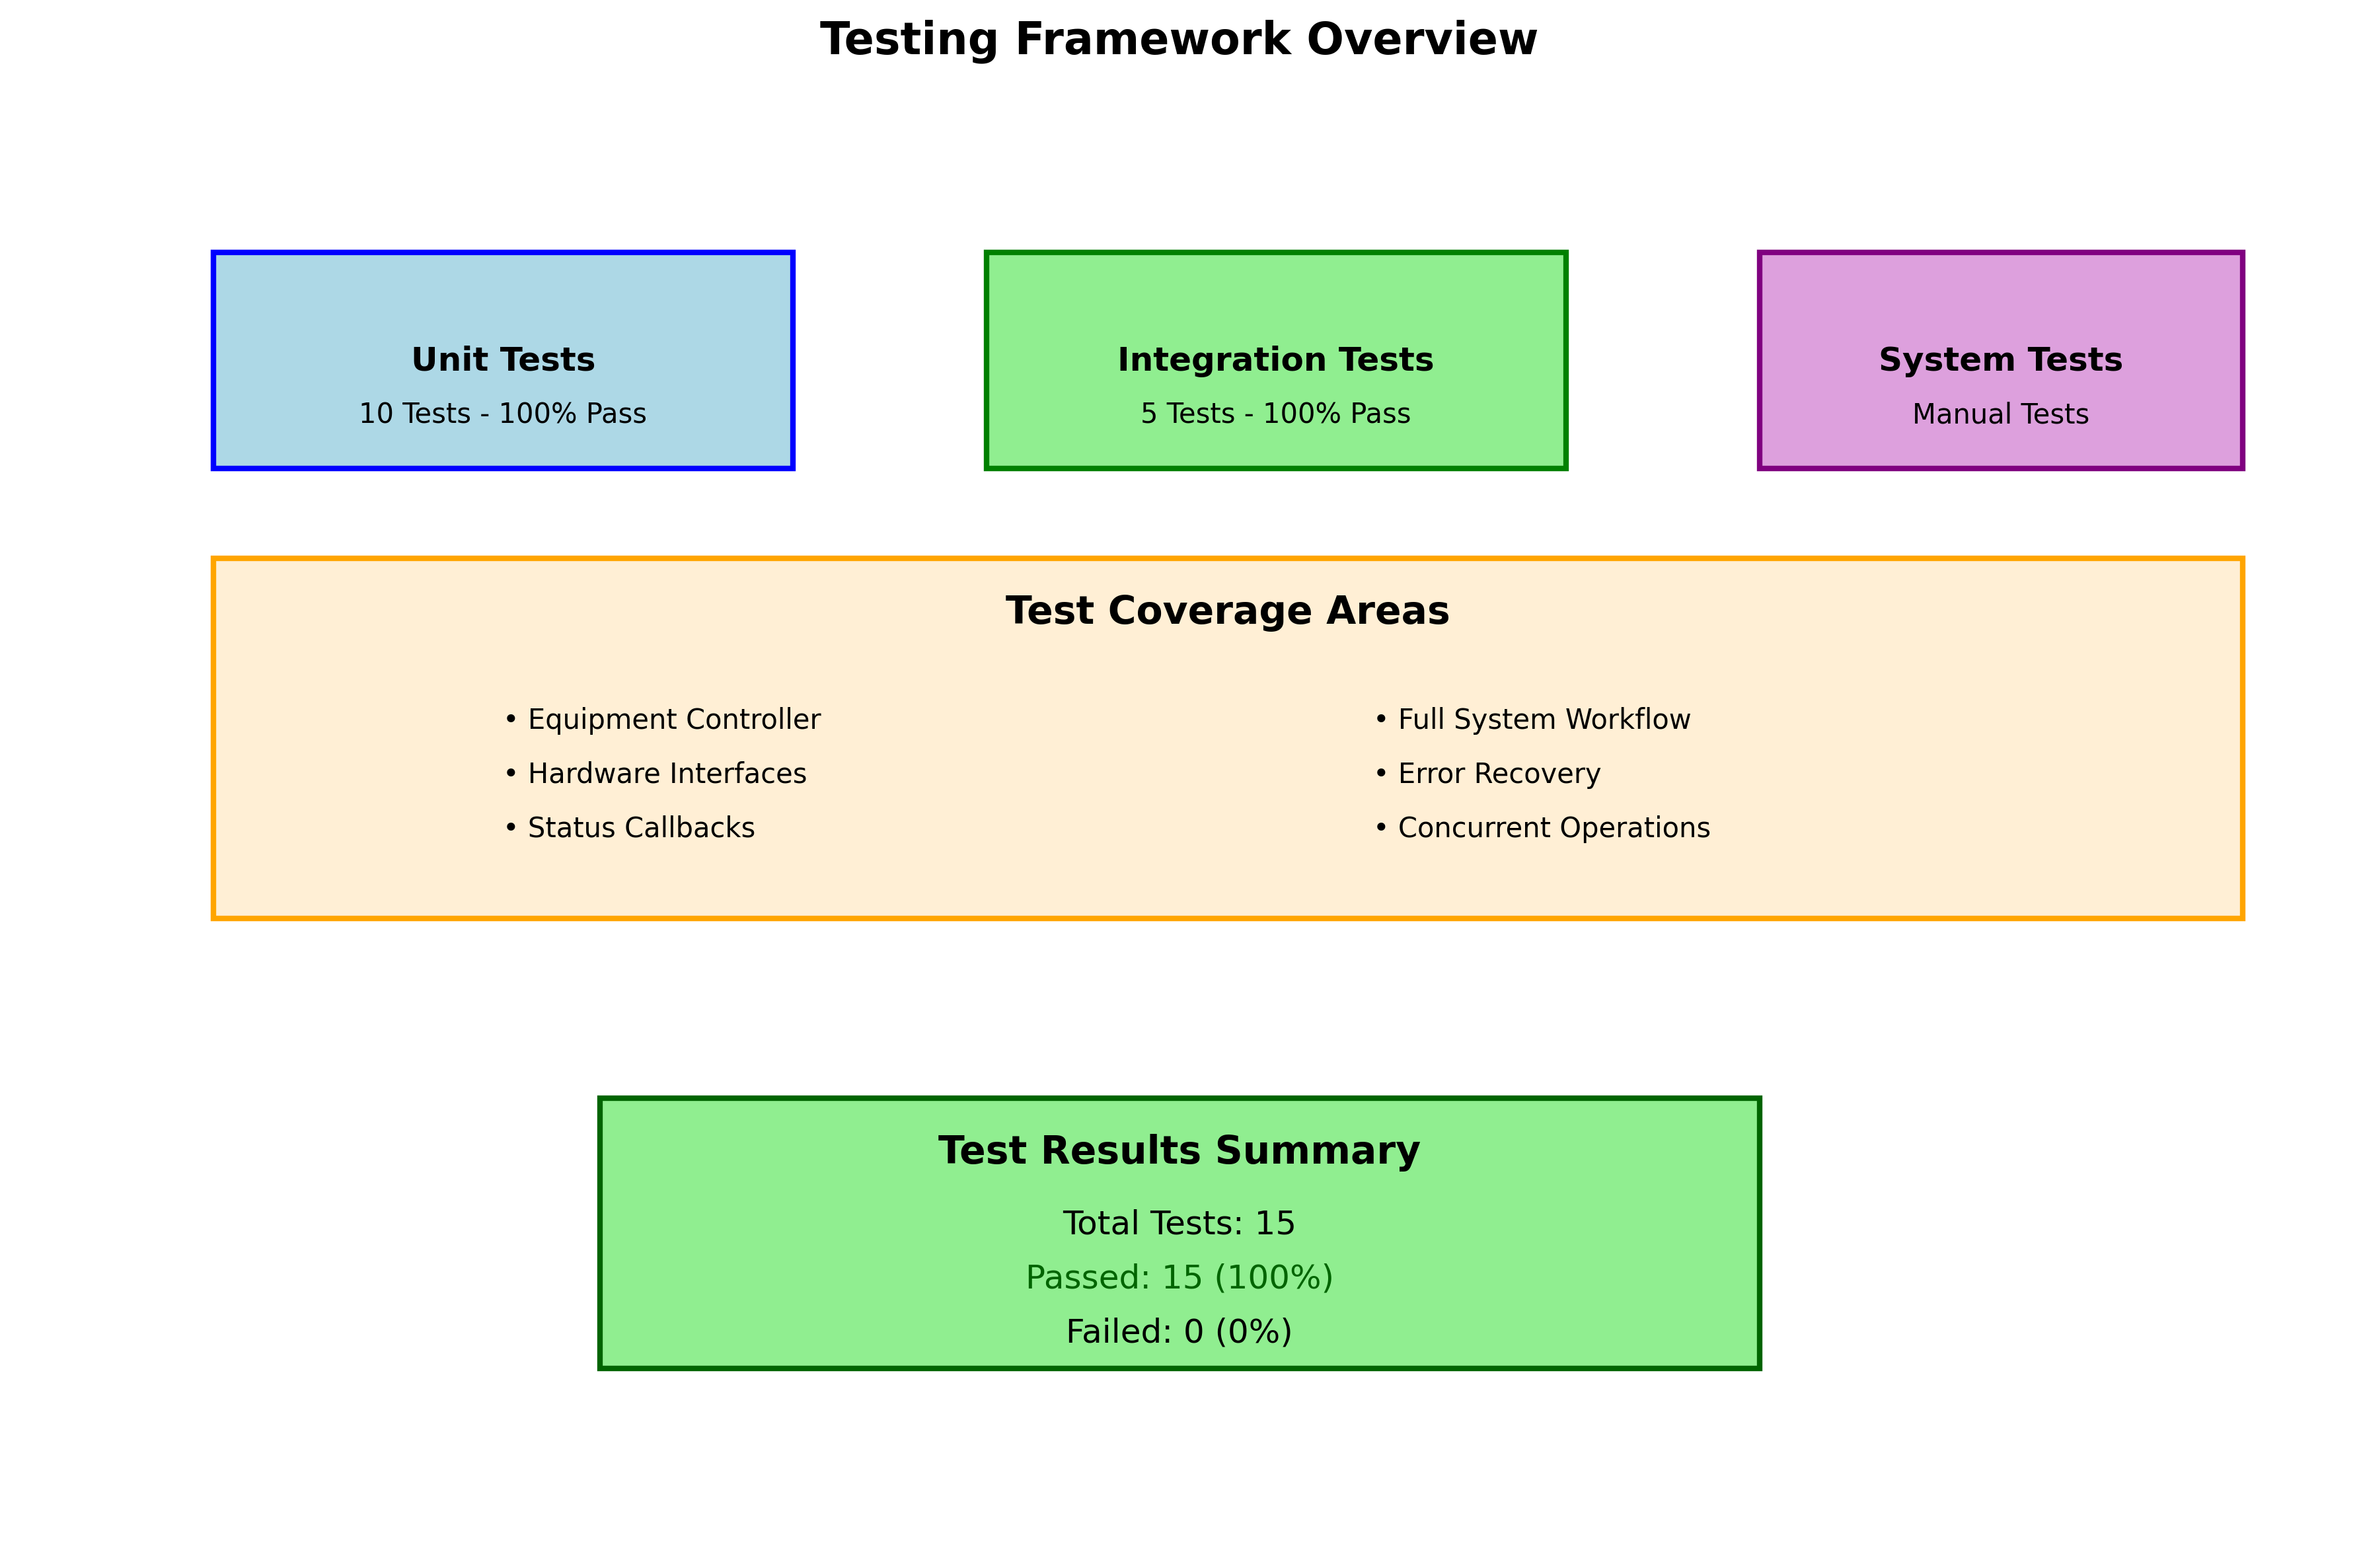 Testing Framework Overview
Unit Tests
10 Tests - 100% Pass
Integration Tests
5 Tests - 100% Pass
System Tests
Manual Tests
Test Coverage Areas
• Equipment Controller
• Hardware Interfaces
• Status Callbacks
• Full System Workflow
• Error Recovery
• Concurrent Operations
Test Results Summary
Total Tests: 15
Passed: 15 (100%)
Failed: 0 (0%)